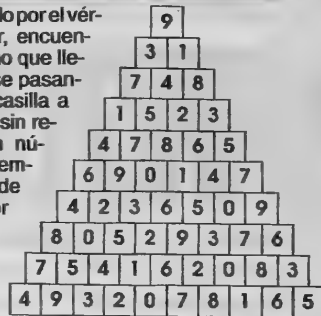 do por el vér-
r, encuen-
o que lle-
se pasan-
casilla a
sin re-
n nú-
em-
de
or
9
3 1
7 4 8
1 5 2 3
4 7 8 6 5
6 9 0 1 4 7
4 2 3 6 5 0 9
8 0 5 2 9 3 7 6
7 5 4 1 6 2 0 8 3
4 9 3 2 0 7 8 1 6 5